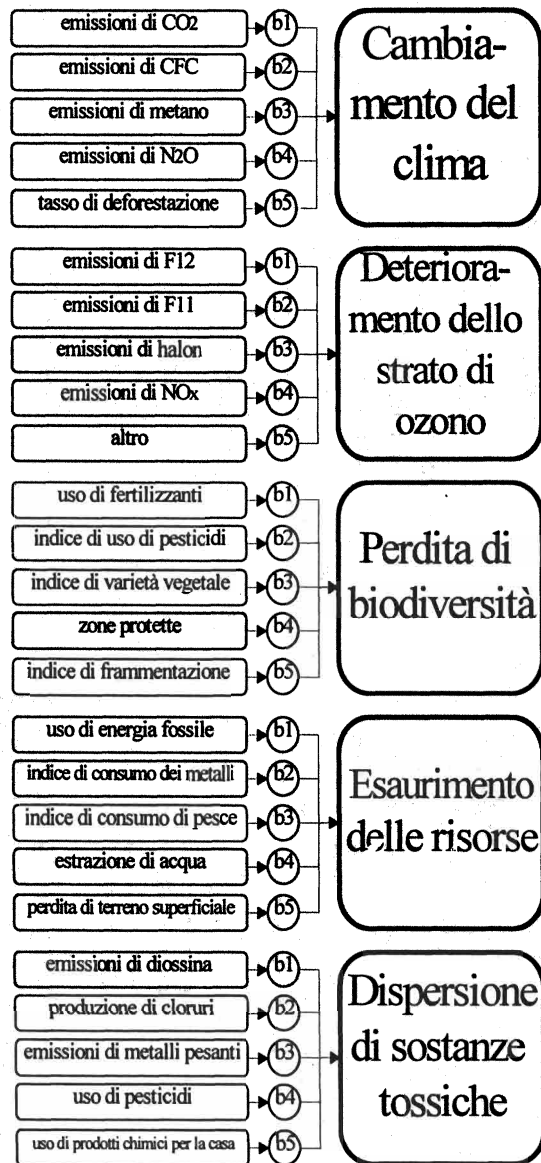 emissioni di CO2 b1
emissioni di CFC b2
emissioni di metano b3
emissioni di N2O b4
tasso di deforestazione b5
Cambia-
mento del
clima
emissioni di F12 b1
emissioni di F11 b2
emissioni di halon b3
emissioni di NOx b4
altro b5
Deteriora-
mento dello
strato di
ozono
uso di fertilizzanti b1
indice di uso di pesticidi b2
indice di varietà vegetale b3
zone protette b4
indice di frammentazione b5
Perdita di
biodiversità
uso di energia fossile b1
indice di consumo dei metalli b2
indice di consumo di pesce b3
estrazione di acqua b4
perdita di terreno superficiale b5
Esaurimento
delle risorse
emissioni di diossina b1
produzione di cloruri b2
emissioni di metalli pesanti b3
uso di pesticidi b4
uso di prodotti chimici per la casa b5
Dispersione
di sostanze
tossiche